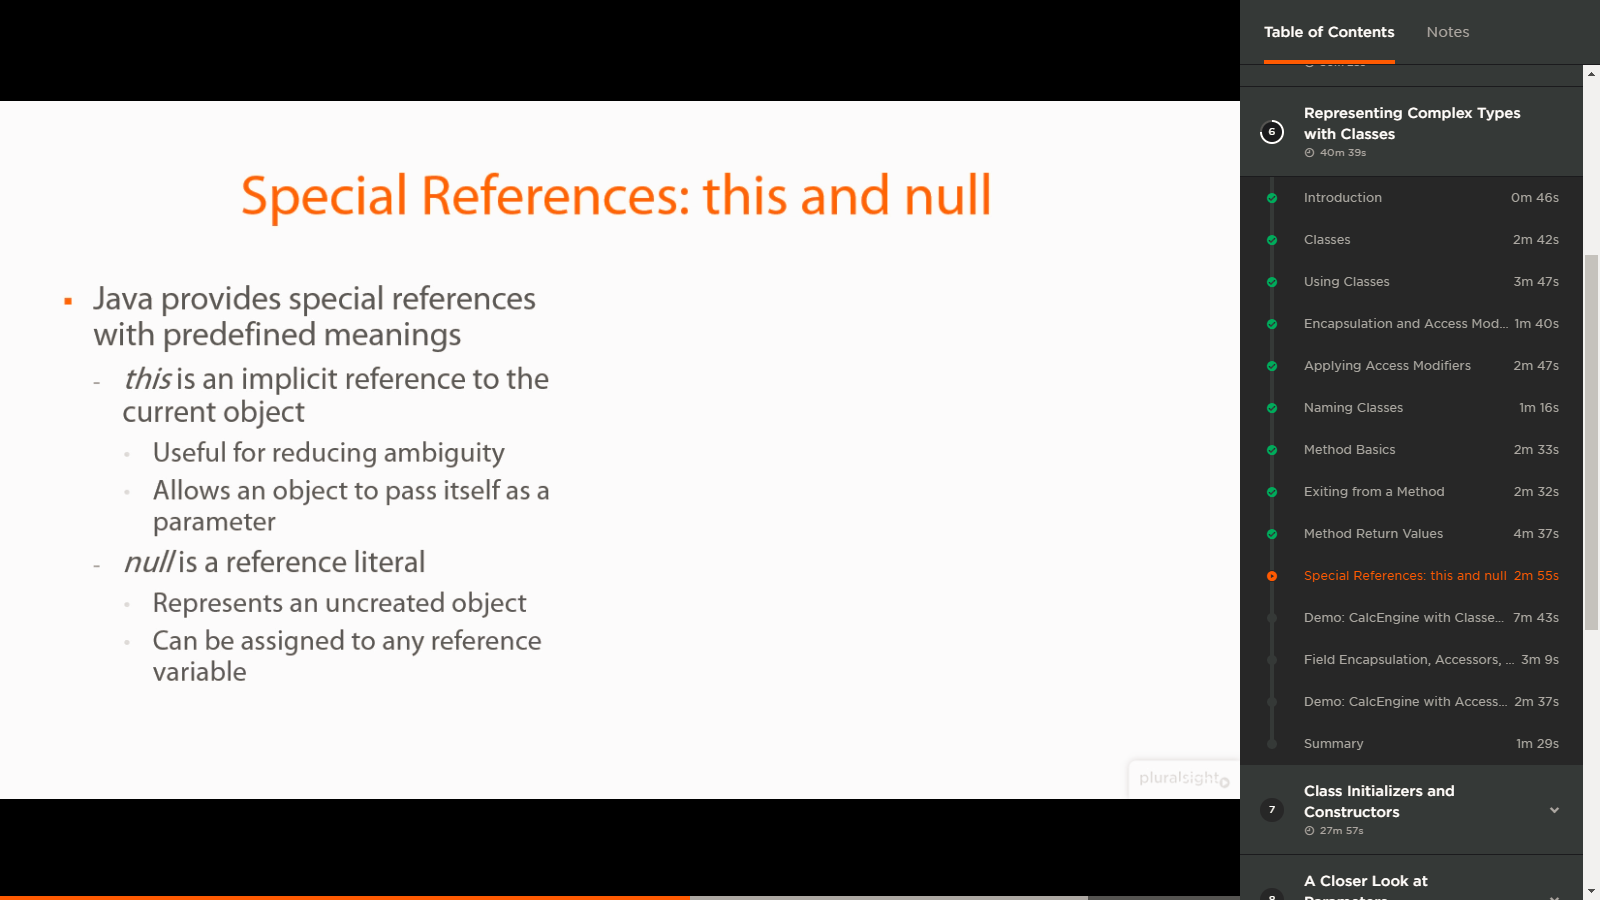 Special References: this and null
Java provides special references
with predefined meanings
this is an implicit reference to the
current object
Useful for reducing ambiguity
Allows an object to pass itself as a
parameter
null is a reference literal
Represents an uncreated object
Can be assigned to any reference
variable
pluralsight
Table of Contents
Notes
6
Representing Complex Types
with Classes
40m 39s
Introduction 0m 46s
Classes 2m 42s
Using Classes 3m 47s
Encapsulation and Access Mod... 1m 40s
Applying Access Modifiers 2m 47s
Naming Classes 1m 16s
Method Basics 2m 33s
Exiting from a Method 2m 32s
Method Return Values 4m 37s
Special References: this and null 2m 55s
Demo: CalcEngine with Classe... 7m 43s
Field Encapsulation, Accessors, ... 3m 9s
Demo: CalcEngine with Access... 2m 37s
Summary 1m 29s
7
Class Initializers and
Constructors
27m 57s
8
A Closer Look at
Parameters